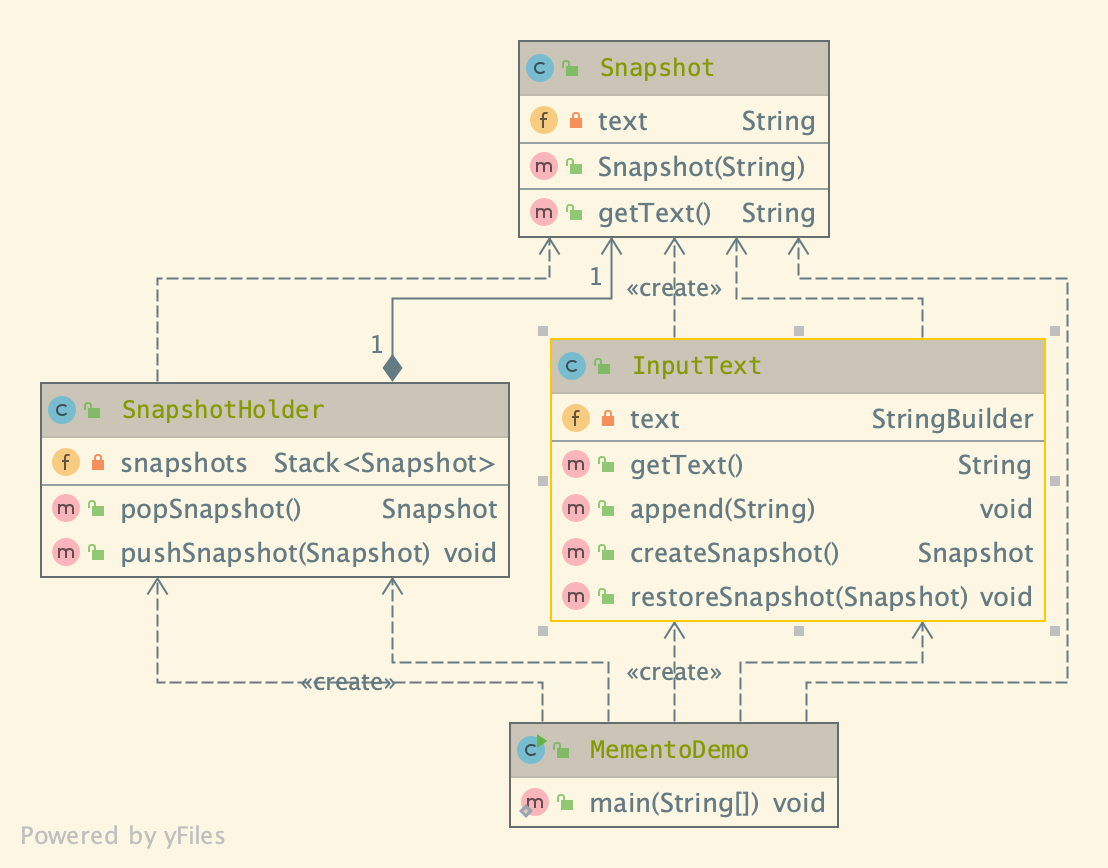 Snapshot
text String
Snapshot(String)
getText() String
1
«create»
1
SnapshotHolder
snapshots Stack<Snapshot>
popSnapshot() Snapshot
pushSnapshot(Snapshot) void
InputText
text StringBuilder
getText() String
append(String) void
createSnapshot() Snapshot
restoreSnapshot(Snapshot) void
«create»
«create»
MementoDemo
main(String[]) void
Powered by yFiles